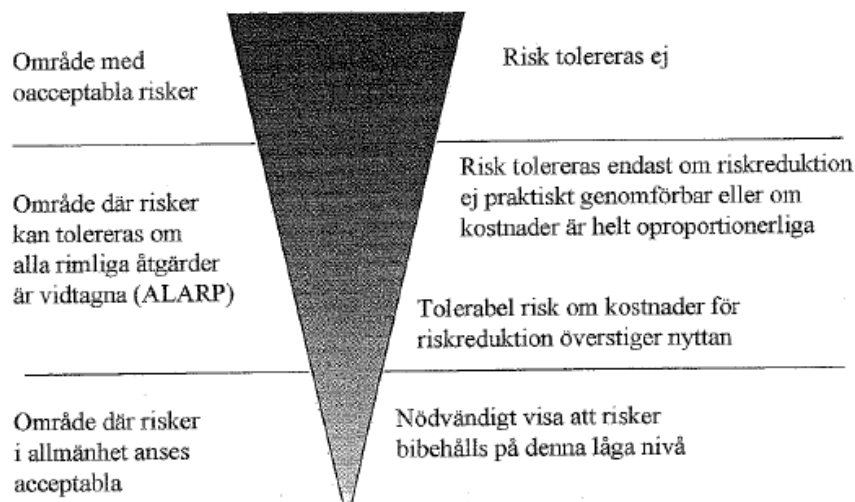 Område med
oacceptabla risker
Risk tolereras ej
Område där risker
kan tolereras om
alla rimliga åtgärder
är vidtagna (ALARP)
Risk tolereras endast om riskreduktion
ej praktiskt genomförbar eller om
kostnader är helt oproportionerliga
Tolerabel risk om kostnader för
riskreduktion överstiger nyttan
Område där risker
i allmänhet anses
acceptabla
Nödvändigt visa att risker
bibehålls på denna låga nivå